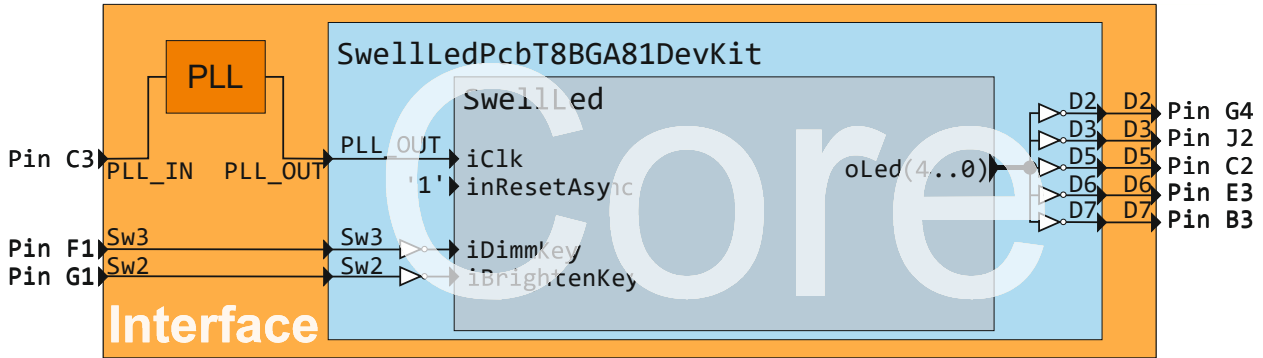 SwellLedPcbT8BGA81DevKit
PLL
SwellLed
Core
Pin C3
PLL_IN
PLL_OUT
PLL_OUT
iClk
'1'
inResetAsync
oLed(4..0)
D2
D2
Pin G4
D3
D3
Pin J2
D5
D5
Pin C2
D6
D6
Pin E3
D7
D7
Pin B3
Pin F1
Sw3
Sw3
iDimmKey
Pin G1
Sw2
Sw2
iBrightenKey
Interface